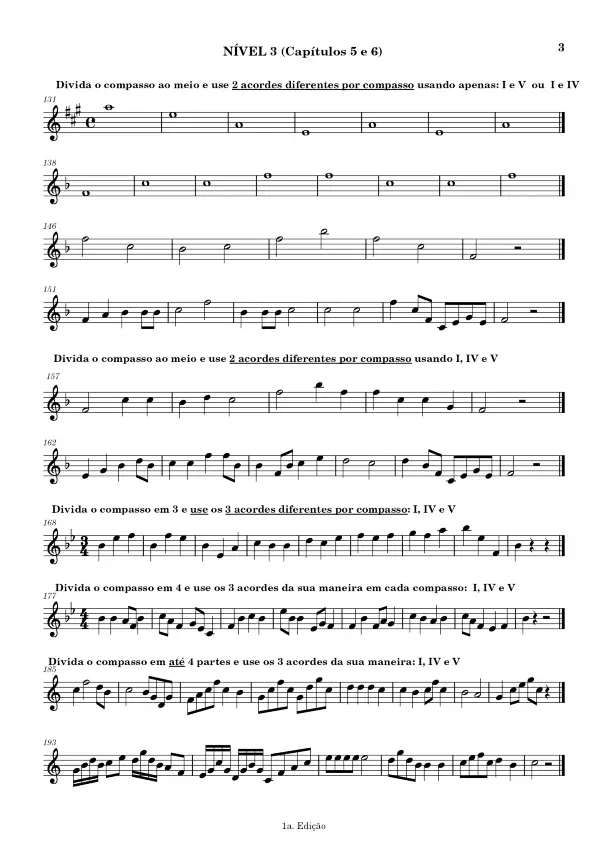 3
NÍVEL 3 (Capítulos 5 e 6)
Divida o compasso ao meio e use 2 acordes diferentes por compasso usando apenas: I e V ou I e IV
131
138
146
151
Divida o compasso ao meio e use 2 acordes diferentes por compasso usando I, IV e V
157
162
Divida o compasso em 3 e use os 3 acordes diferentes por compasso: I, IV e V
168
3
4
Divida o compasso em 4 e use os 3 acordes da sua maneira em cada compasso: I, IV e V
177
4
4
Divida o compasso em até 4 partes e use os 3 acordes da sua maneira: I, IV e V
185
193
1a. Edição